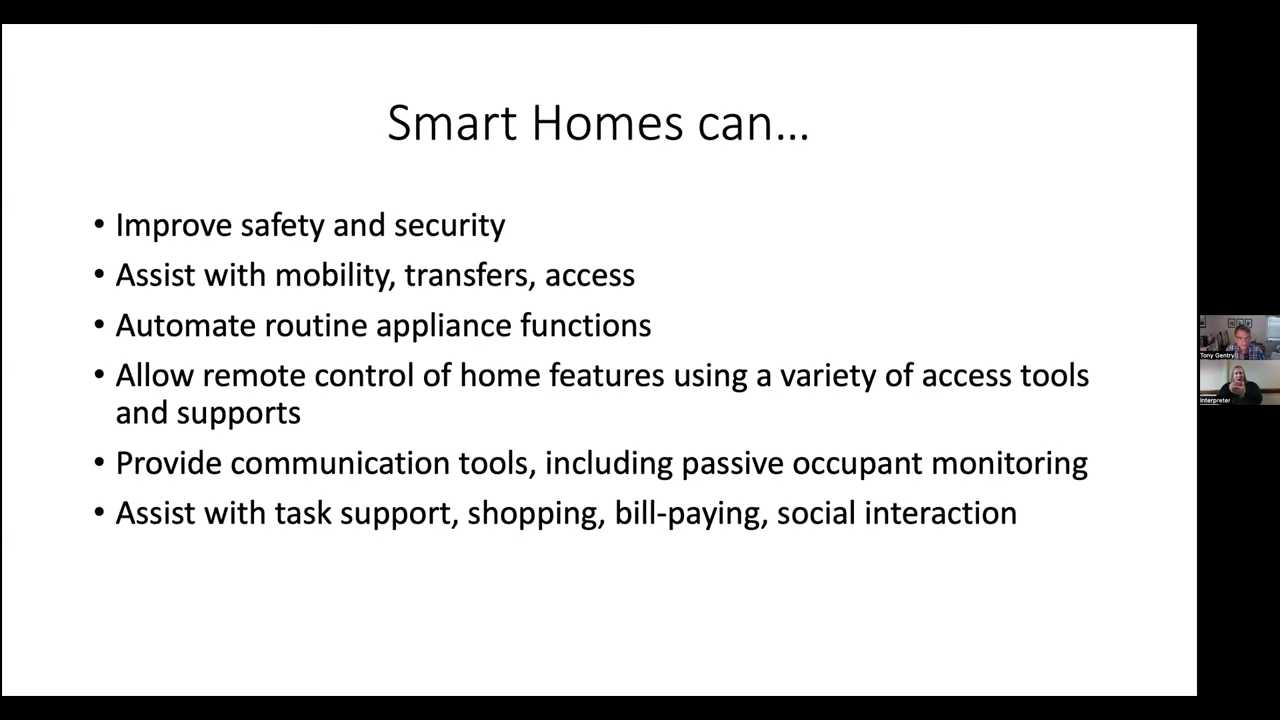 Smart Homes can...
• Improve safety and security
• Assist with mobility, transfers, access
• Automate routine appliance functions
• Allow remote control of home features using a variety of access tools
and supports
• Provide communication tools, including passive occupant monitoring
• Assist with task support, shopping, bill-paying, social interaction
Tony Gentry
Interpreter